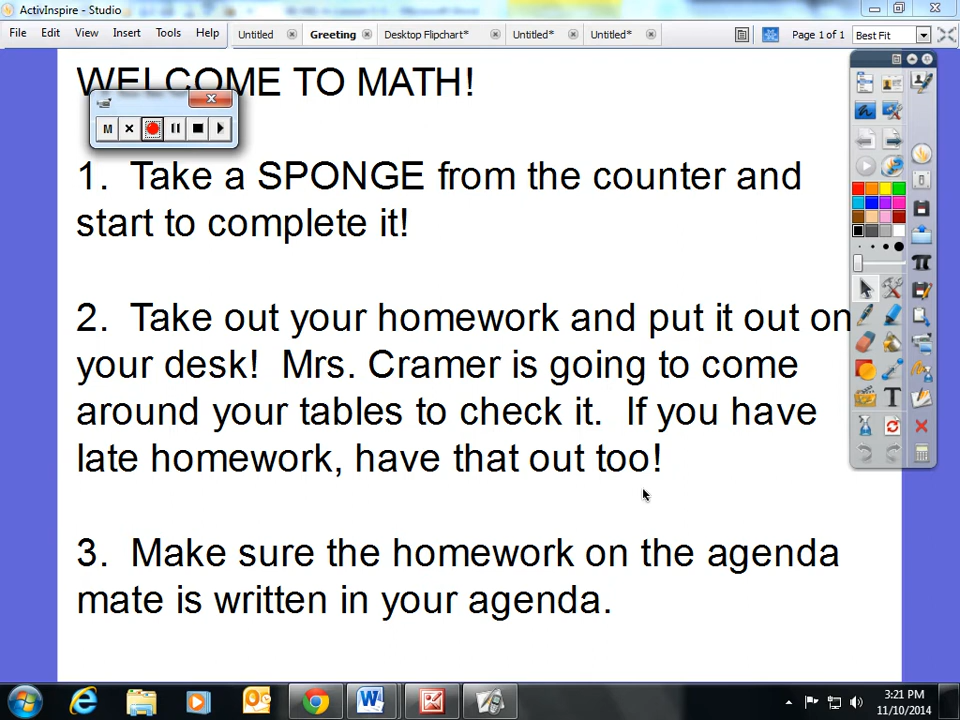 ActivInspire - Studio
File Edit View Insert Tools Help Untitled Greeting Desktop Flipchart* Untitled* Untitled* Page 1 of 1 Best Fit
WELCOME TO MATH!
M
1. Take a SPONGE from the counter and
start to complete it!
2. Take out your homework and put it out on
your desk! Mrs. Cramer is going to come
around your tables to check it. If you have
late homework, have that out too!
3. Make sure the homework on the agenda
mate is written in your agenda.
3:21 PM
11/10/2014